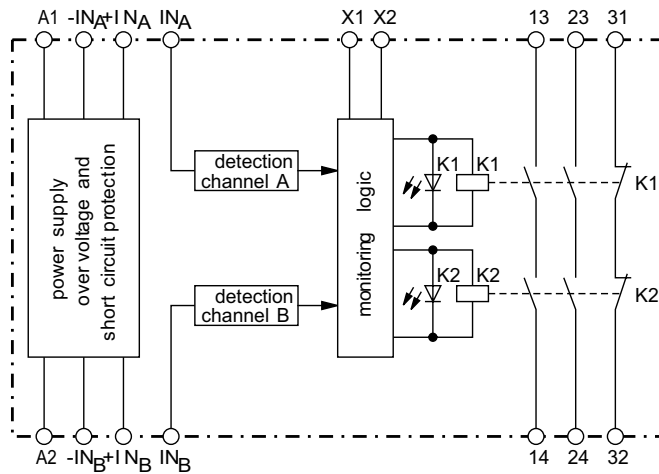 A1 -INA +INA INA X1 X2 13 23 31
power supply
over voltage and
short circuit protection
detection
channel A
monitoring logic
K1 K1 K1
detection
channel B
K2 K2 K2
A2 -INB +INB INB 14 24 32